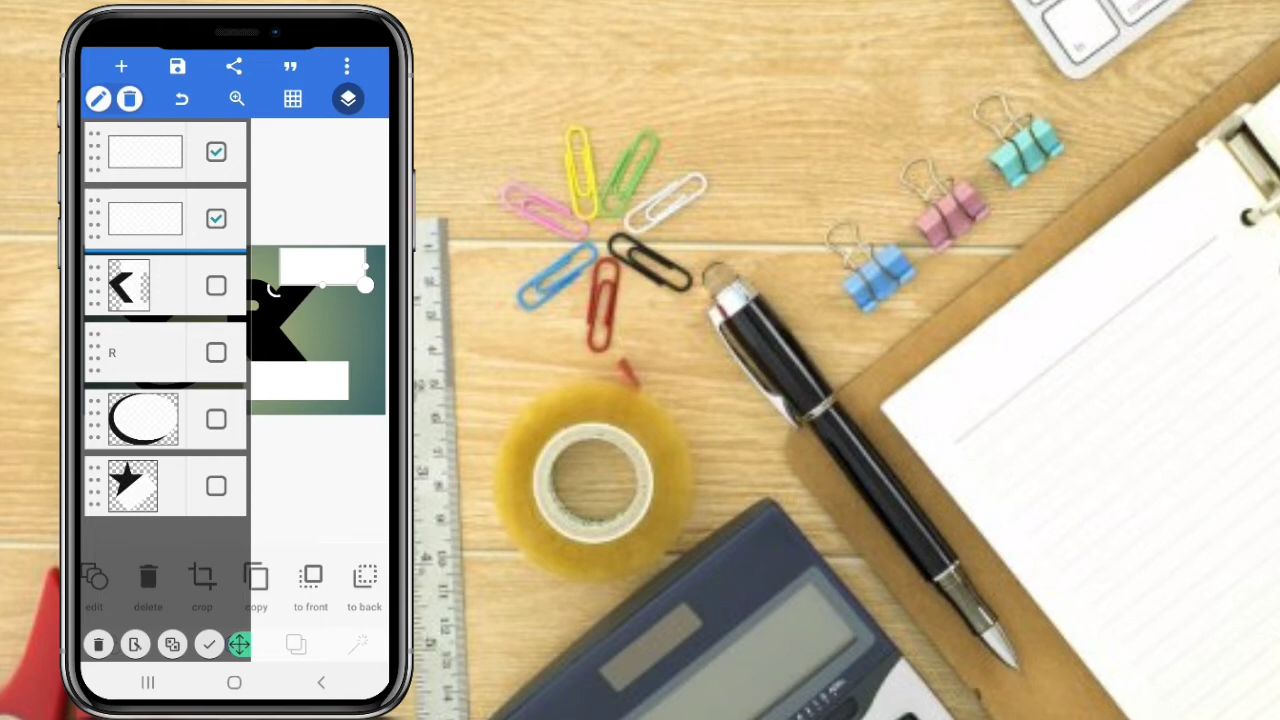 R
edit
delete
crop
copy
to front
to back